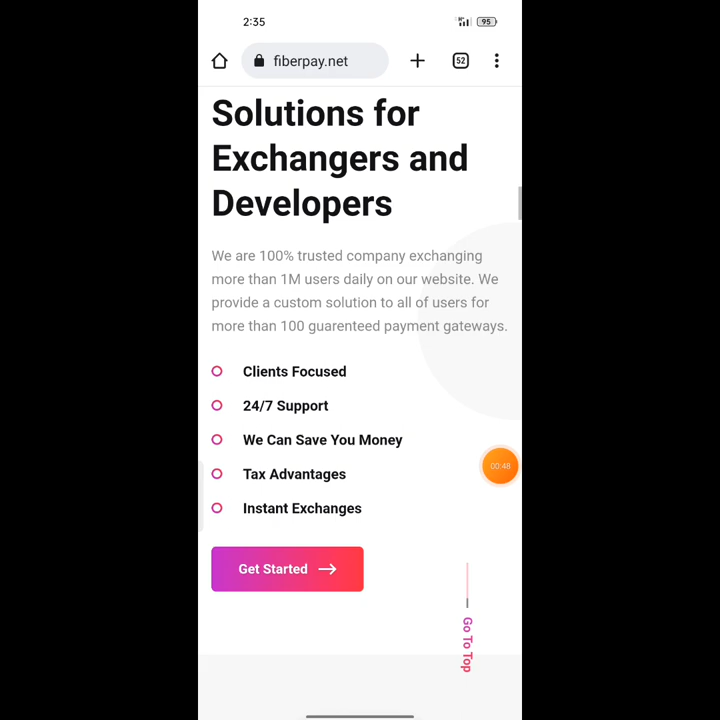 2:35
95
fiberpay.net
52
Solutions for
Exchangers and
Developers
We are 100% trusted company exchanging
more than 1M users daily on our website. We
provide a custom solution to all of users for
more than 100 guarenteed payment gateways.
Clients Focused
24/7 Support
We Can Save You Money
Tax Advantages
Instant Exchanges
00:48
Get Started
Go To Top